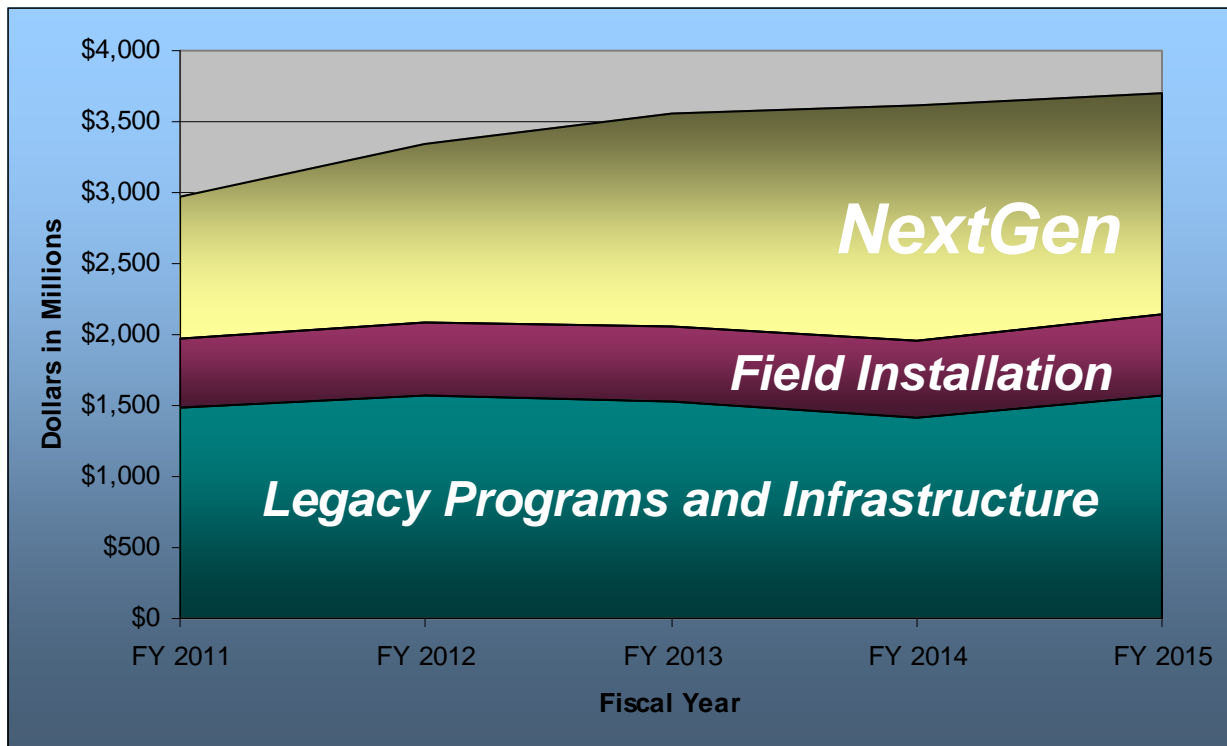 $4,000
$3,500
$3,000
$2,500
$2,000
$1,500
$1,000
$500
$0
Dollars in Millions
NextGen
Field Installation
Legacy Programs and Infrastructure
FY 2011 FY 2012 FY 2013 FY 2014 FY 2015
Fiscal Year